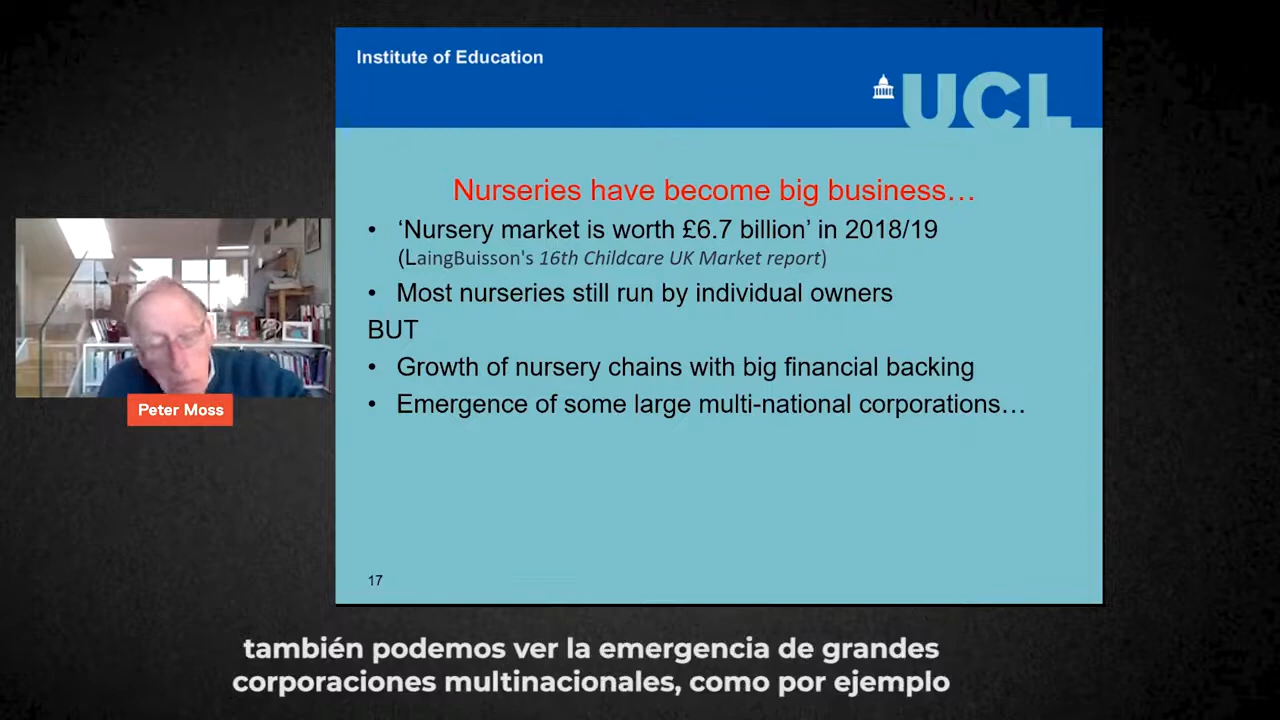 Institute of Education
UCL
Nurseries have become big business…
• ‘Nursery market is worth £6.7 billion’ in 2018/19
(LaingBuisson's 16th Childcare UK Market report)
• Most nurseries still run by individual owners
BUT
• Growth of nursery chains with big financial backing
• Emergence of some large multi-national corporations…
17
Peter Moss
también podemos ver la emergencia de grandes
corporaciones multinacionales, como por ejemplo